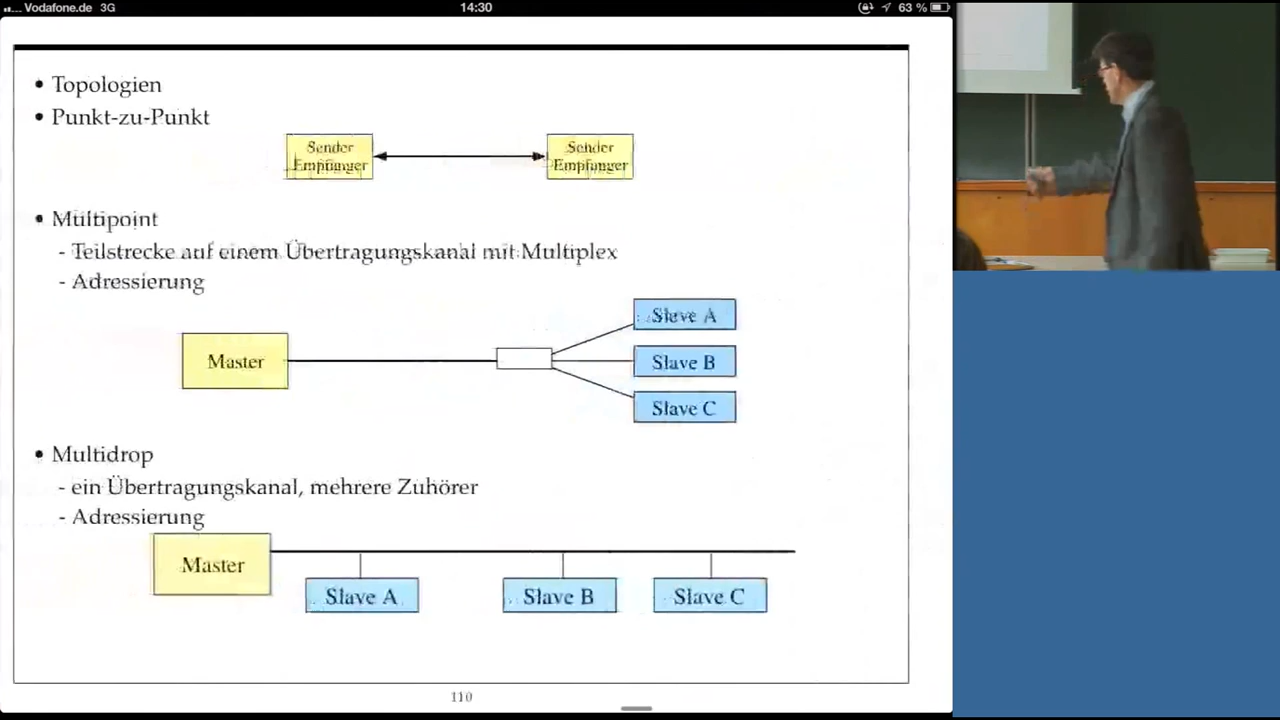 Vodafone.de 3G 14:30 63 %
• Topologien
• Punkt-zu-Punkt
Sender
Empfänger
Sender
Empfänger
• Multipoint
- Teilstrecke auf einem Übertragungskanal mit Multiplex
- Adressierung
Slave A
Master
Slave B
Slave C
• Multidrop
- ein Übertragungskanal, mehrere Zuhörer
- Adressierung
Master
Slave A
Slave B
Slave C
110